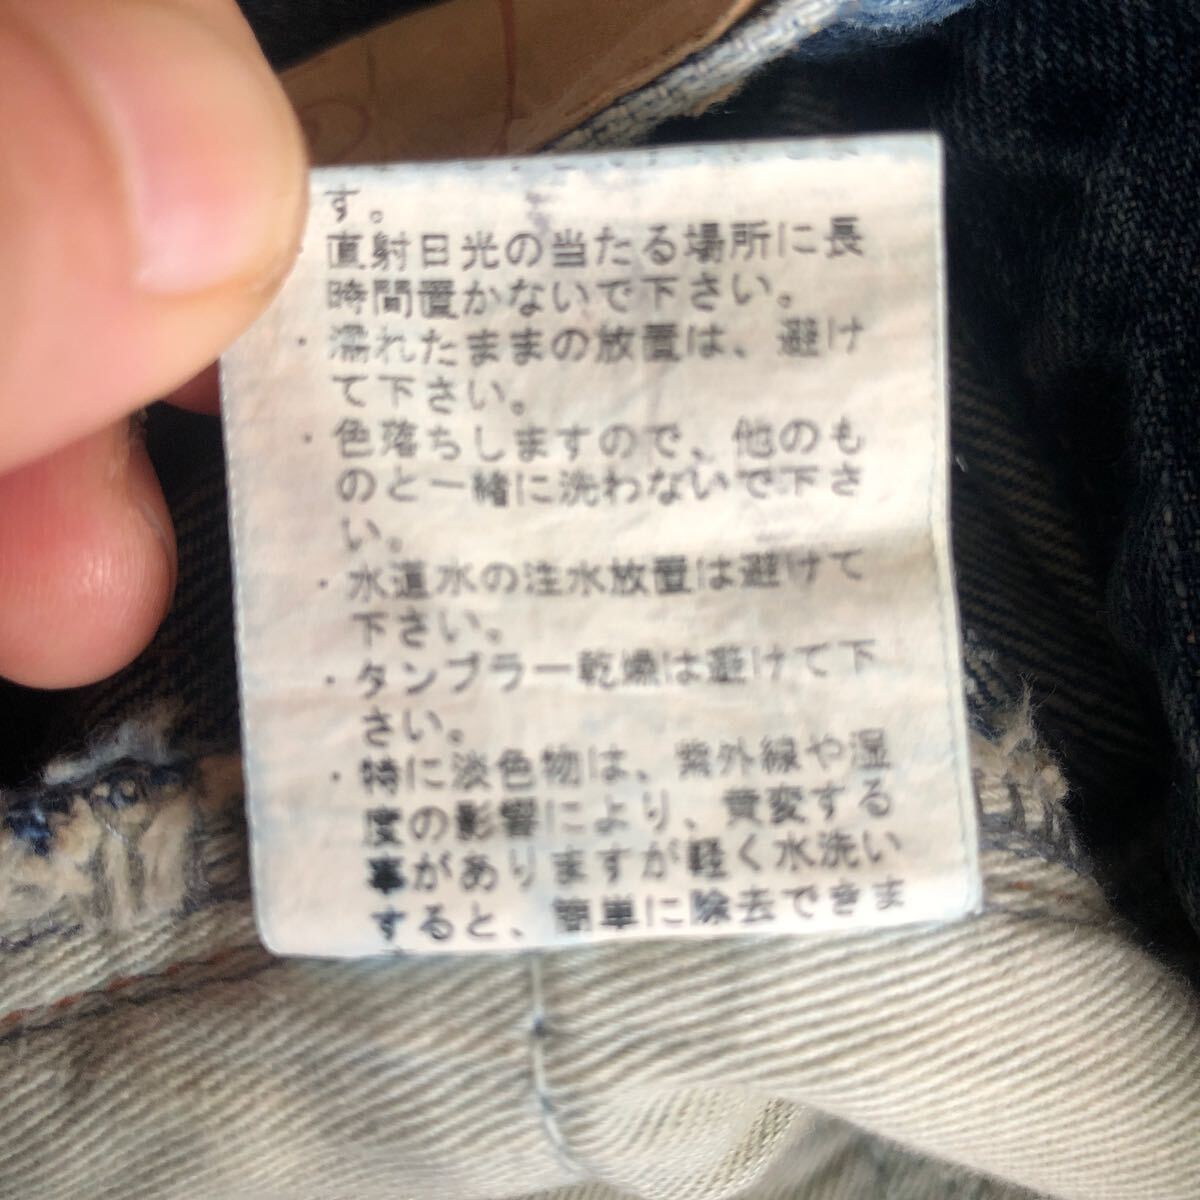 す。
直射日光の当たる場所に長
時間置かないで下さい。
・濡れたままの放置は、避け
て下さい。
・色落ちしますので、他のも
のと一緒に洗わないで下さ
い。
・水道水の注水放置は避けて
下さい。
・タンブラー乾燥は避けて下
さい。
・特に淡色物は、紫外線や湿
度の影響により、黄変する
事がありますが軽く水洗い
すると、簡単に除去できま